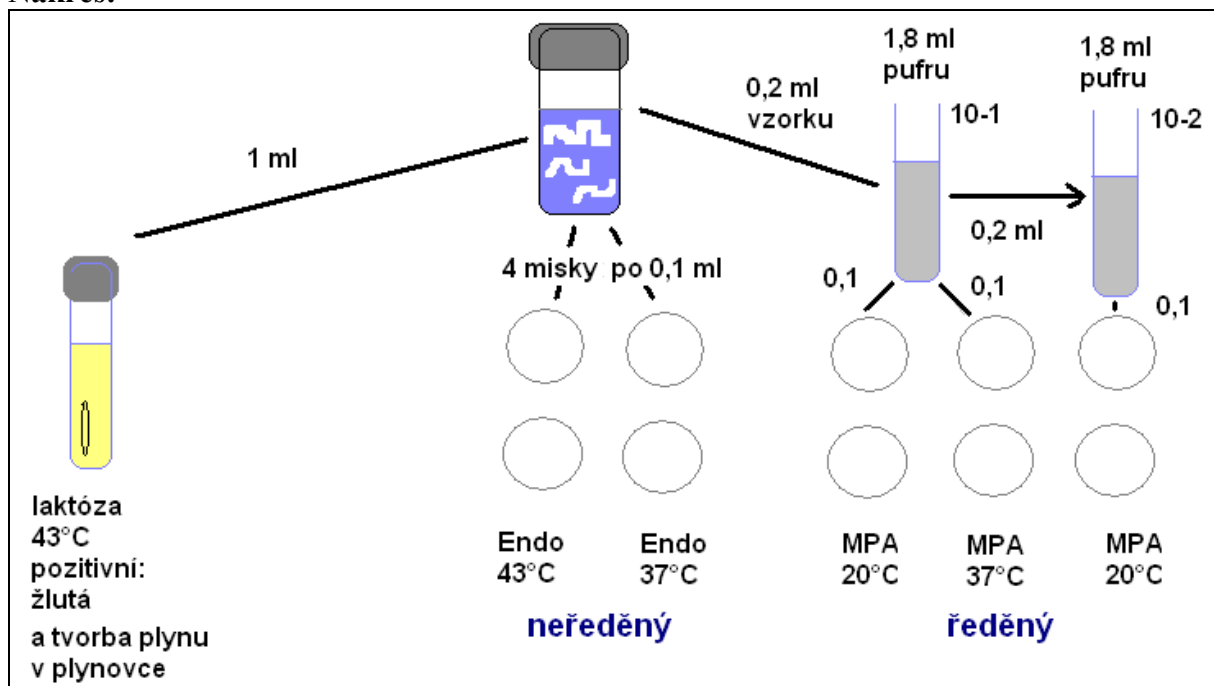 1 ml
0,2 ml
vzorku
1,8 ml
pufru
10-1
1,8 ml
pufru
10-2
0,2 ml
4 misky po 0,1 ml
0,1
0,1
0,1
laktóza
43°C
pozitivní:
žlutá
a tvorba plynu
v plynovce
Endo
43°C
Endo
37°C
neředěný
MPA
20°C
MPA
37°C
MPA
20°C
ředěný